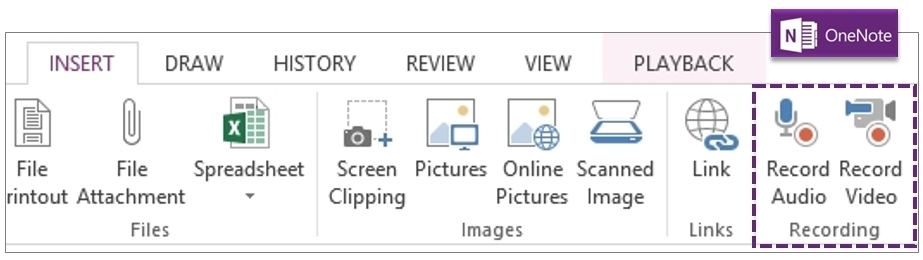 N OneNote
INSERT DRAW HISTORY REVIEW VIEW PLAYBACK
File File Spreadsheet Screen Pictures Online Scanned Link Record Record
rintout Attachment Clipping Pictures Image Audio Video
Files Images Links Recording